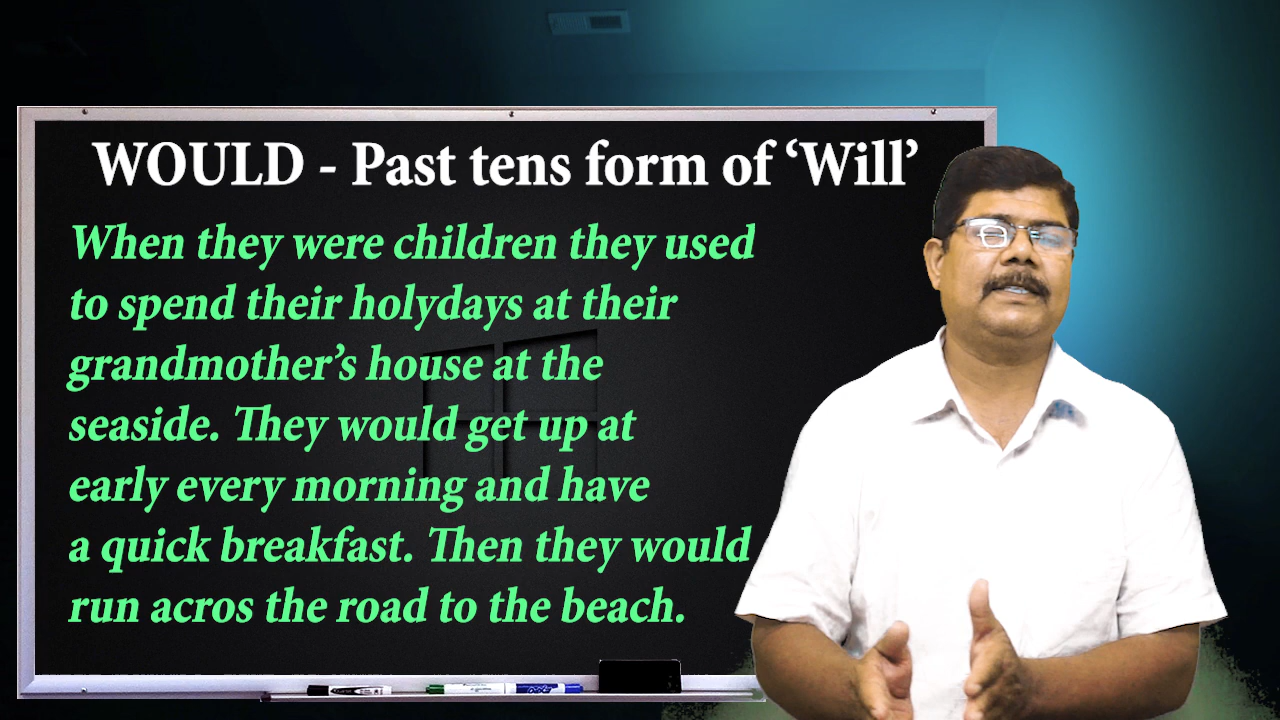 WOULD - Past tens form of ‘Will’
When they were children they used
to spend their holydays at their
grandmother’s house at the
seaside. They would get up at
early every morning and have
a quick breakfast. Then they would
run acros the road to the beach.